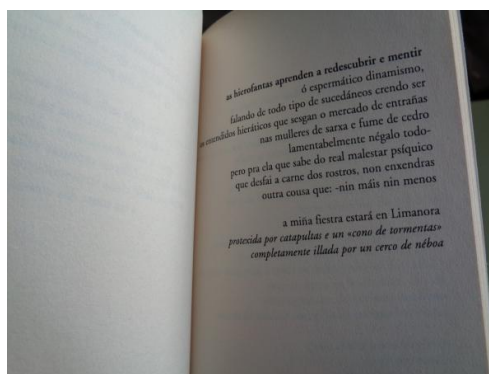 as hierofantas aprenden a redescubrir e mentir
ó espermático dinamismo,
falando de todo tipo de sucedáneos crendo ser
os entendidos hieráticos que sesgan o mercado de entrañas
nas mulleres de sarxa e fume de cedro
lamentabelmente négalo todo-
pero pra ela que sabe do real malestar psíquico
que desfai a carne dos rostros, non enxendras
outra cousa que: -nin máis nin menos
a miña fiestra estará en Limanora
protexida por catapultas e un «cono de tormentas»
completamente illada por un cerco de néboa